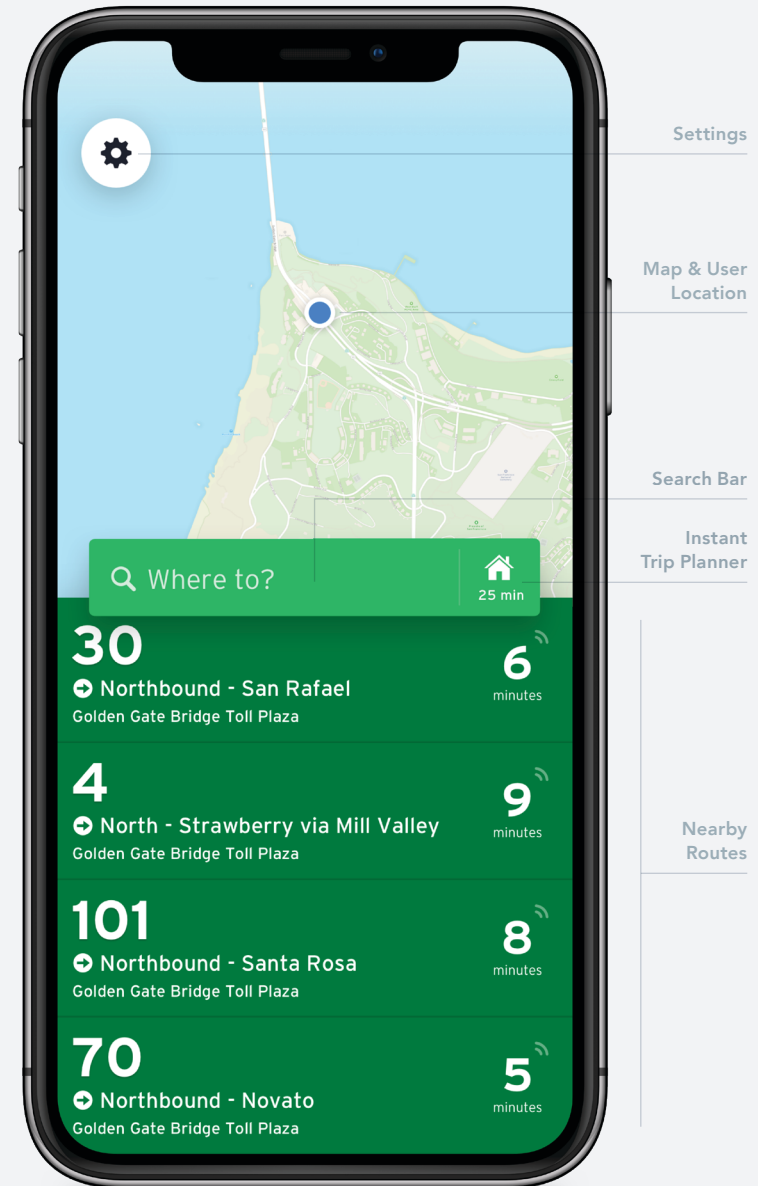 Settings
Map & User
Location
Search Bar
Instant
Trip Planner
Where to?
25 min
30
Northbound - San Rafael
Golden Gate Bridge Toll Plaza
6
minutes
4
North - Strawberry via Mill Valley
Golden Gate Bridge Toll Plaza
9
minutes
Nearby
Routes
101
Northbound - Santa Rosa
Golden Gate Bridge Toll Plaza
8
minutes
70
Northbound - Novato
Golden Gate Bridge Toll Plaza
5
minutes